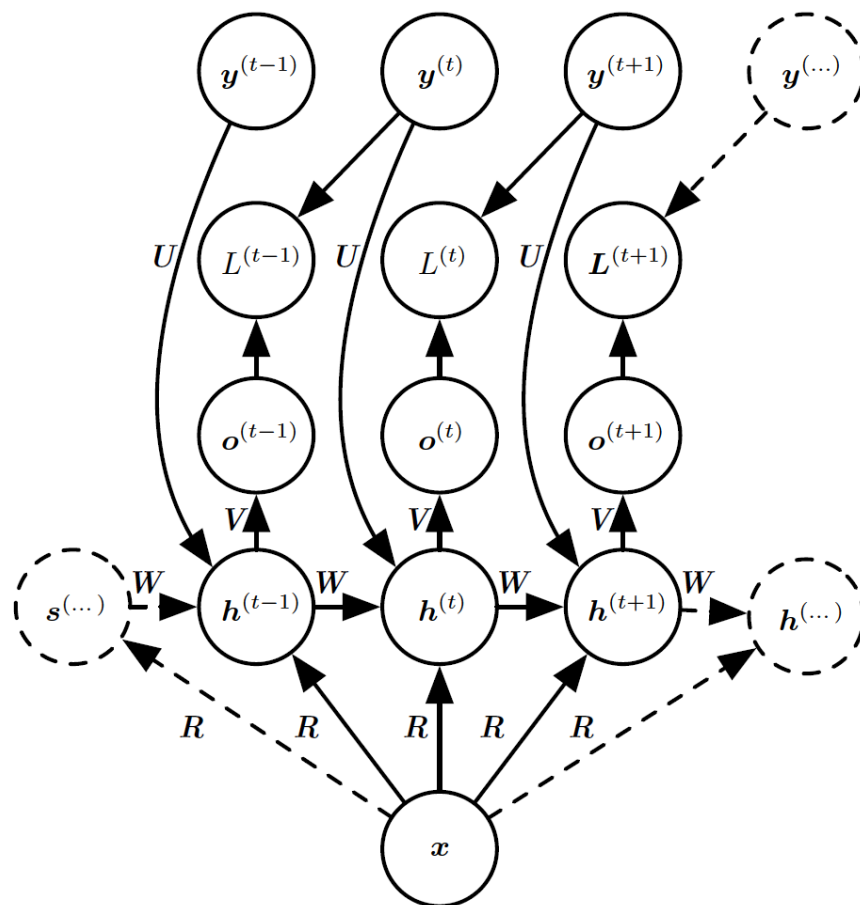 y^(t−1) y^(t) y^(t+1) y^(...)
U L^(t−1) U L^(t) U L^(t+1)
o^(t−1) o^(t) o^(t+1)
V V V
W W W W
s^(...) h^(t−1) h^(t) h^(t+1) h^(...)
R R R R R
x